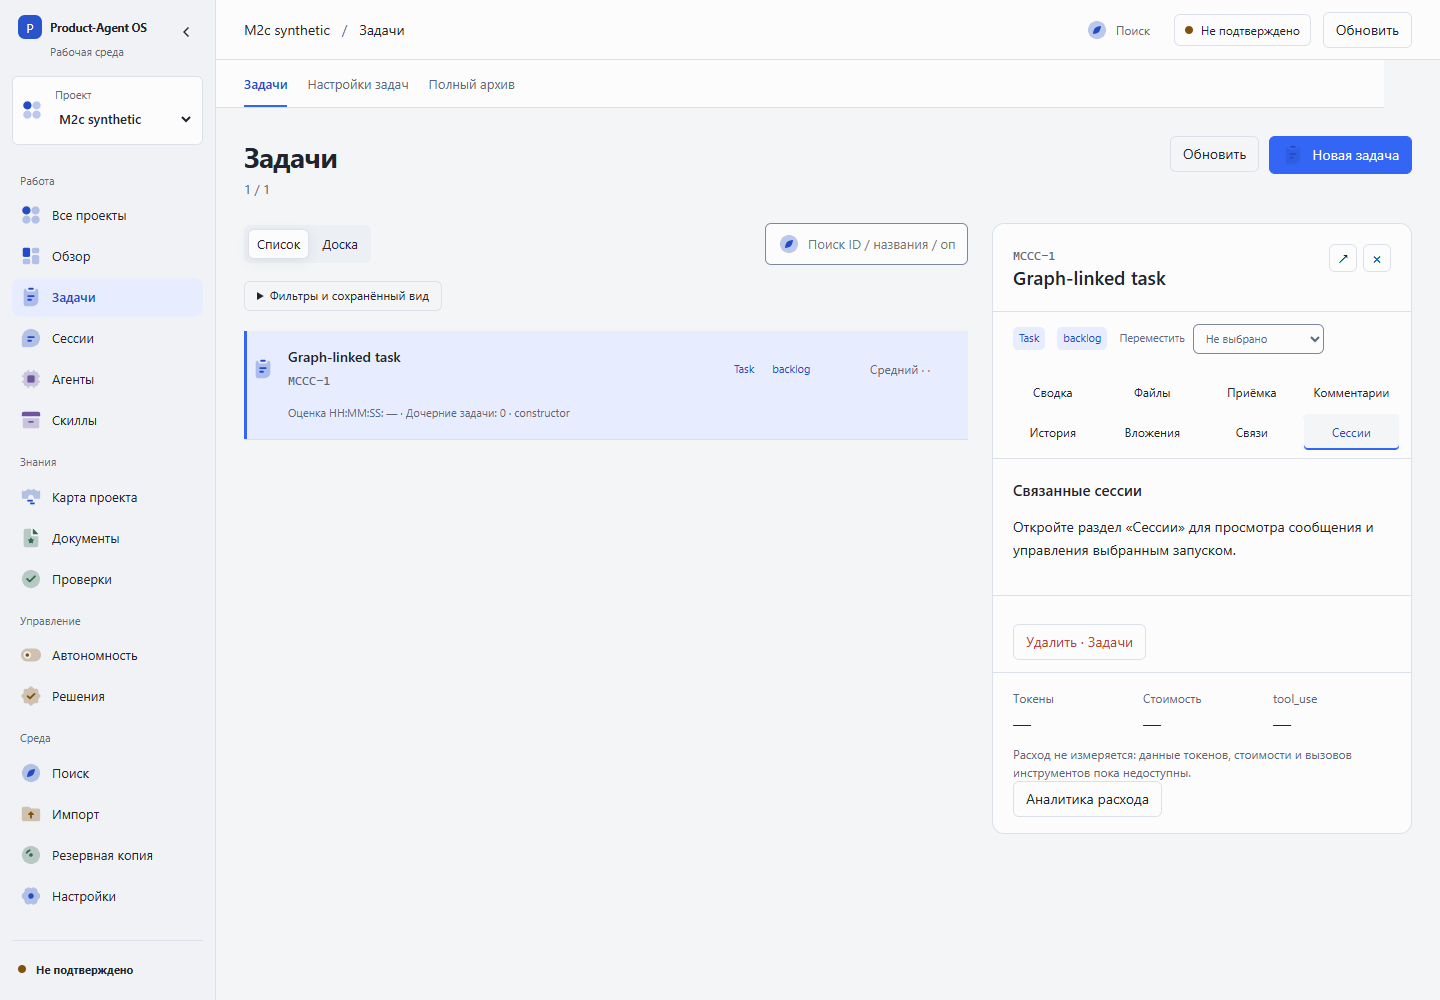 P Product-Agent OS
Рабочая среда
Проект
M2c synthetic
Работа
Все проекты
Обзор
Задачи
Сессии
Агенты
Скиллы
Знания
Карта проекта
Документы
Проверки
Управление
Автономность
Решения
Среда
Поиск
Импорт
Резервная копия
Настройки
Не подтверждено
M2c synthetic / Задачи
Поиск
Не подтверждено
Обновить
Задачи Настройки задач Полный архив
Задачи
1 / 1
Обновить
Новая задача
Список Доска
Поиск ID / названия / оп
Фильтры и сохранённый вид
Graph-linked task
MCCC-1
Task backlog Средний · ·
Оценка HH:MM:SS: — · Дочерние задачи: 0 · constructor
MCCC-1
Graph-linked task
Task backlog Переместить Не выбрано
Сводка Файлы Приёмка Комментарии
История Вложения Связи Сессии
Связанные сессии
Откройте раздел «Сессии» для просмотра сообщения и
управления выбранным запуском.
Удалить · Задачи
Токены Стоимость tool_use
— — —
Расход не измеряется: данные токенов, стоимости и вызовов
инструментов пока недоступны.
Аналитика расхода